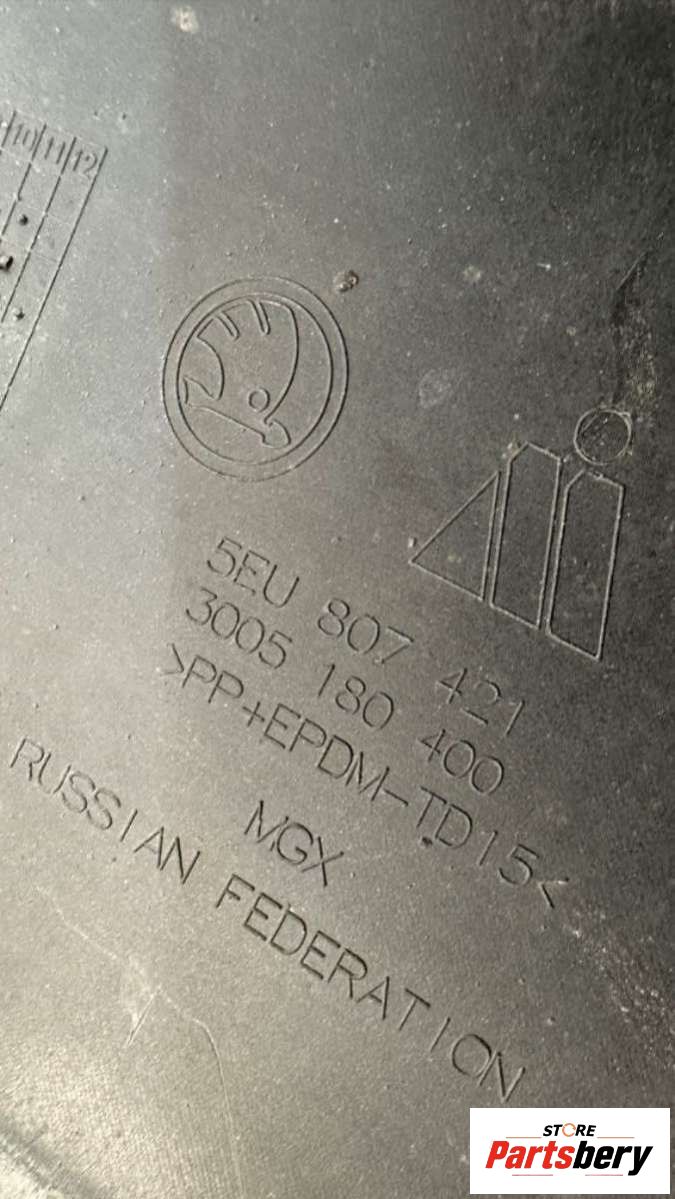 10 11 12
5EU 807 421
3005 180 400
>PP+EPDM-TD15<
MGX
RUSSIAN FEDERATION
STORE
Partsbery